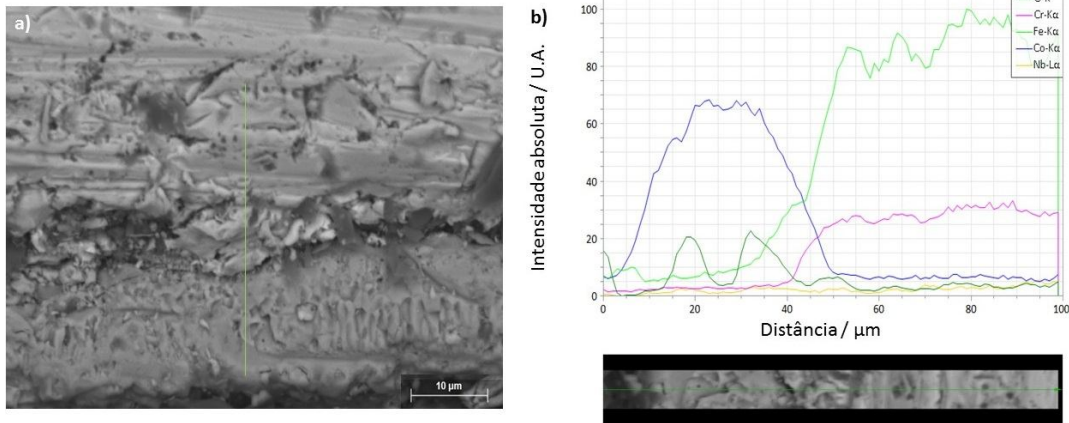 a)
10 µm
b)
Intensidade absoluta / U.A.
100
80
60
40
20
0
0
20
40
60
80
100
Distância / µm
Cr-Kα
Fe-Kα
Co-Kα
Nb-Lα